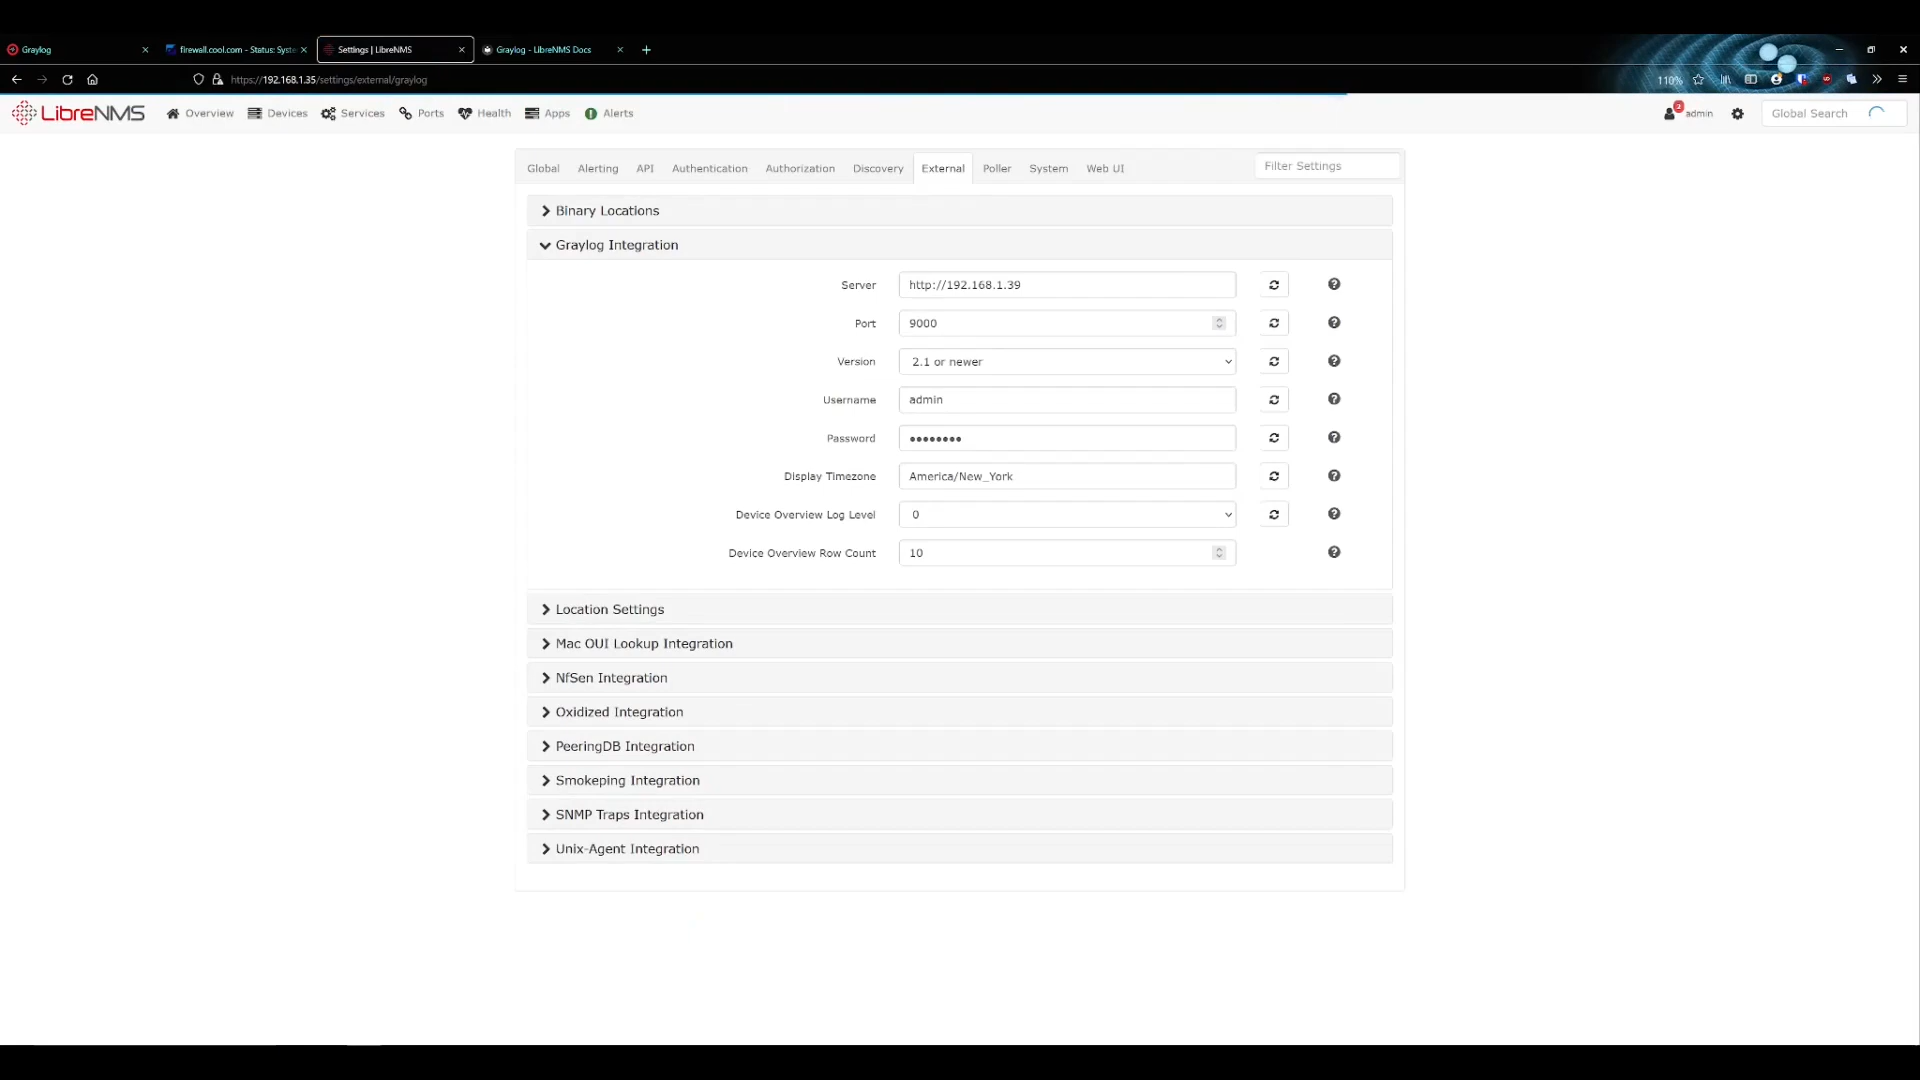 Graylog
firewall.cool.com - Status: Syste
Settings | LibreNMS
Graylog - LibreNMS Docs
https://192.168.1.35/settings/external/graylog
110%
LibreNMS
Overview
Devices
Services
Ports
Health
Apps
Alerts
2
admin
Global Search
Global
Alerting
API
Authentication
Authorization
Discovery
External
Poller
System
Web UI
Filter Settings
Binary Locations
Graylog Integration
Server
http://192.168.1.39
Port
9000
Version
2.1 or newer
Username
admin
Password
••••••••
Display Timezone
America/New_York
Device Overview Log Level
0
Device Overview Row Count
10
Location Settings
Mac OUI Lookup Integration
NfSen Integration
Oxidized Integration
PeeringDB Integration
Smokeping Integration
SNMP Traps Integration
Unix-Agent Integration